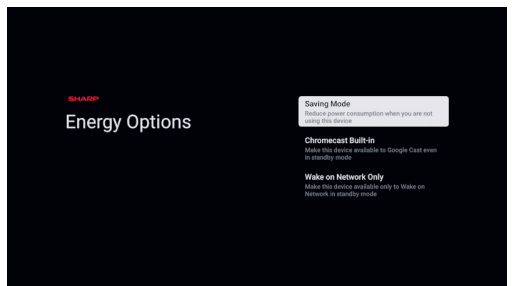 SHARP
Energy Options
Saving Mode
Reduce power consumption when you are not
using this device
Chromecast Built-in
Make this device available to Google Cast even
in standby mode
Wake on Network Only
Make this device available only to Wake on
Network in standby mode